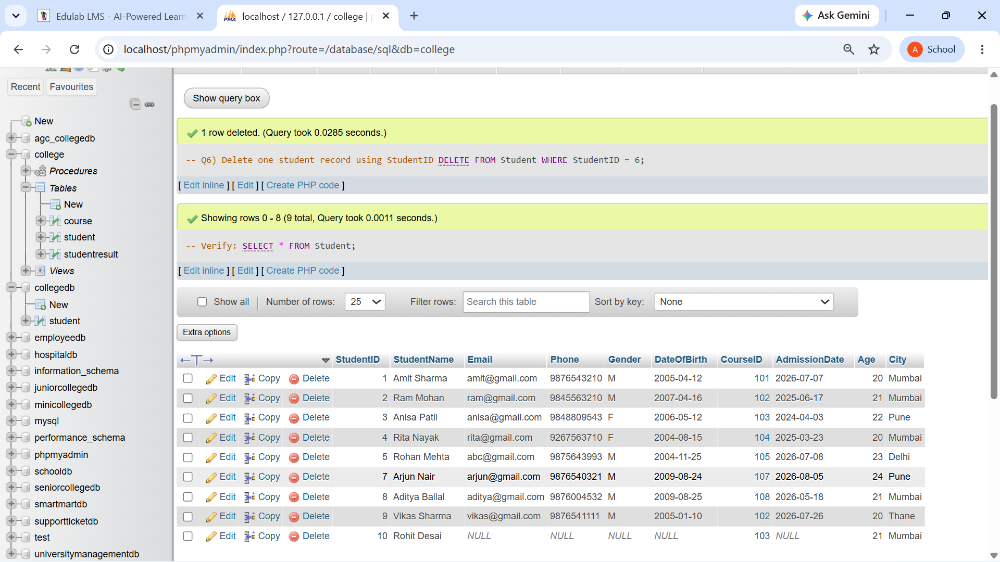 Edulab LMS - AI-Powered Learn
localhost / 127.0.0.1 / college |
Ask Gemini
localhost/phpmyadmin/index.php?route=/database/sql&db=college
A School
Recent Favourites
New
agc_collegedb
college
Procedures
Tables
New
course
student
studentresult
Views
collegedb
New
student
employeedb
hospitaldb
information_schema
juniorcollegedb
minicollegedb
mysql
performance_schema
phpmyadmin
schooldb
seniorcollegedb
smartmartdb
supportticketdb
test
universitymanagementdb
Show query box
1 row deleted. (Query took 0.0285 seconds.)
-- Q6) Delete one student record using StudentID DELETE FROM Student WHERE StudentID = 6;
[ Edit inline ] [ Edit ] [ Create PHP code ]
Showing rows 0 - 8 (9 total, Query took 0.0011 seconds.)
-- Verify: SELECT * FROM Student;
[ Edit inline ] [ Edit ] [ Create PHP code ]
Show all Number of rows: 25 Filter rows: Search this table Sort by key: None
Extra options
StudentID StudentName Email Phone Gender DateOfBirth CourseID AdmissionDate Age City
Edit Copy Delete 1 Amit Sharma amit@gmail.com 9876543210 M 2005-04-12 101 2026-07-07 20 Mumbai
Edit Copy Delete 2 Ram Mohan ram@gmail.com 9845563210 M 2007-04-16 102 2025-06-17 21 Mumbai
Edit Copy Delete 3 Anisa Patil anisa@gmail.com 9848809543 F 2006-05-12 103 2024-04-03 22 Pune
Edit Copy Delete 4 Rita Nayak rita@gmail.com 9267563710 F 2004-08-15 104 2025-03-23 20 Mumbai
Edit Copy Delete 5 Rohan Mehta abc@gmail.com 9875643993 M 2004-11-25 105 2026-07-08 23 Delhi
Edit Copy Delete 7 Arjun Nair arjun@gmail.com 9876540321 M 2009-08-24 107 2026-08-05 24 Pune
Edit Copy Delete 8 Aditya Ballal aditya@gmail.com 9876004532 M 2009-08-25 108 2026-05-18 21 Mumbai
Edit Copy Delete 9 Vikas Sharma vikas@gmail.com 9876541111 M 2005-01-10 102 2026-07-26 20 Thane
Edit Copy Delete 10 Rohit Desai NULL NULL NULL NULL 103 NULL 21 Mumbai